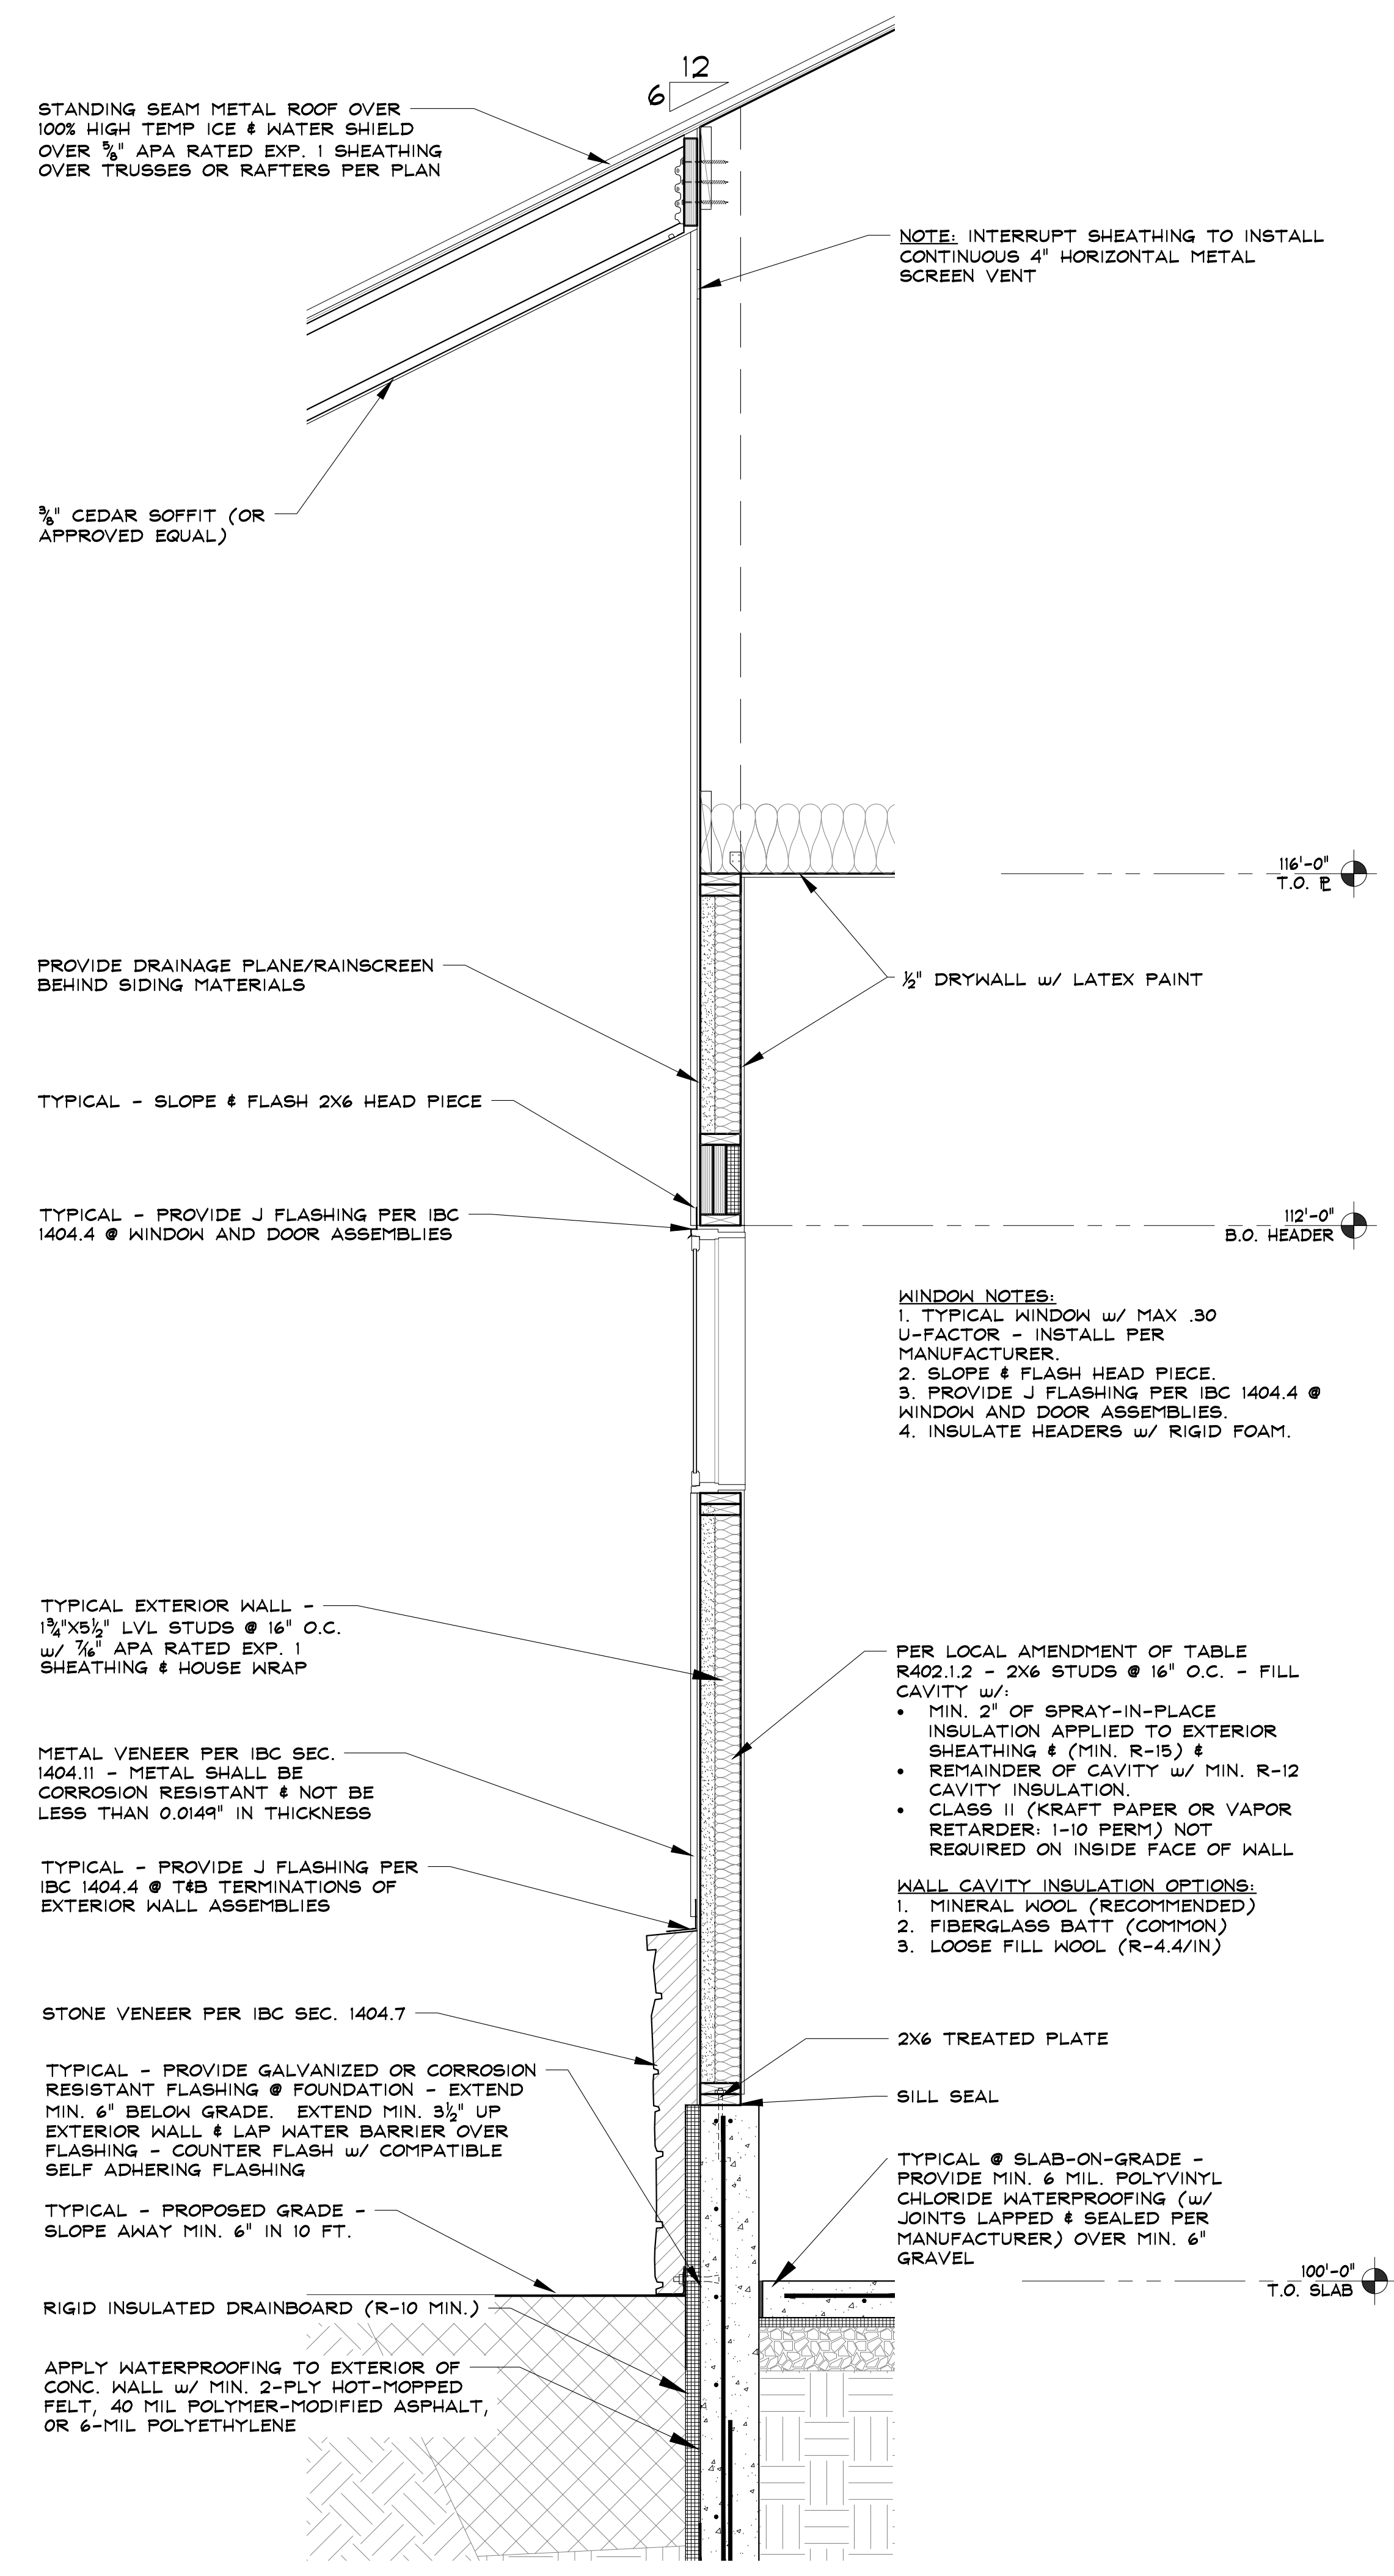 12
6
STANDING SEAM METAL ROOF OVER
100% HIGH TEMP ICE & WATER SHIELD
OVER ⅝" APA RATED EXP. 1 SHEATHING
OVER TRUSSES OR RAFTERS PER PLAN
NOTE: INTERRUPT SHEATHING TO INSTALL
CONTINUOUS 4" HORIZONTAL METAL
SCREEN VENT
⅜" CEDAR SOFFIT (OR
APPROVED EQUAL)
116'-0"
T.O. PL
PROVIDE DRAINAGE PLANE/RAINSCREEN
BEHIND SIDING MATERIALS
½" DRYWALL w/ LATEX PAINT
TYPICAL - SLOPE & FLASH 2X6 HEAD PIECE
TYPICAL - PROVIDE J FLASHING PER IBC
1404.4 @ WINDOW AND DOOR ASSEMBLIES
112'-0"
B.O. HEADER
WINDOW NOTES:
1. TYPICAL WINDOW w/ MAX .30
U-FACTOR - INSTALL PER
MANUFACTURER.
2. SLOPE & FLASH HEAD PIECE.
3. PROVIDE J FLASHING PER IBC 1404.4 @
WINDOW AND DOOR ASSEMBLIES.
4. INSULATE HEADERS w/ RIGID FOAM.
TYPICAL EXTERIOR WALL -
1¾"X5½" LVL STUDS @ 16" O.C.
w/ 7/16" APA RATED EXP. 1
SHEATHING & HOUSE WRAP
PER LOCAL AMENDMENT OF TABLE
R402.1.2 - 2X6 STUDS @ 16" O.C. - FILL
CAVITY w/:
• MIN. 2" OF SPRAY-IN-PLACE
INSULATION APPLIED TO EXTERIOR
SHEATHING & (MIN. R-15) &
• REMAINDER OF CAVITY w/ MIN. R-12
CAVITY INSULATION.
• CLASS II (KRAFT PAPER OR VAPOR
RETARDER: 1-10 PERM) NOT
REQUIRED ON INSIDE FACE OF WALL
METAL VENEER PER IBC SEC.
1404.11 - METAL SHALL BE
CORROSION RESISTANT & NOT BE
LESS THAN 0.0149" IN THICKNESS
TYPICAL - PROVIDE J FLASHING PER
IBC 1404.4 @ T&B TERMINATIONS OF
EXTERIOR WALL ASSEMBLIES
WALL CAVITY INSULATION OPTIONS:
1. MINERAL WOOL (RECOMMENDED)
2. FIBERGLASS BATT (COMMON)
3. LOOSE FILL WOOL (R-4.4/IN)
STONE VENEER PER IBC SEC. 1404.7
2X6 TREATED PLATE
TYPICAL - PROVIDE GALVANIZED OR CORROSION
RESISTANT FLASHING @ FOUNDATION - EXTEND
MIN. 6" BELOW GRADE. EXTEND MIN. 3½" UP
EXTERIOR WALL & LAP WATER BARRIER OVER
FLASHING - COUNTER FLASH w/ COMPATIBLE
SELF ADHERING FLASHING
SILL SEAL
TYPICAL @ SLAB-ON-GRADE -
PROVIDE MIN. 6 MIL. POLYVINYL
CHLORIDE WATERPROOFING (w/
JOINTS LAPPED & SEALED PER
MANUFACTURER) OVER MIN. 6"
GRAVEL
TYPICAL - PROPOSED GRADE -
SLOPE AWAY MIN. 6" IN 10 FT.
100'-0"
T.O. SLAB
RIGID INSULATED DRAINBOARD (R-10 MIN.)
APPLY WATERPROOFING TO EXTERIOR OF
CONC. WALL w/ MIN. 2-PLY HOT-MOPPED
FELT, 40 MIL POLYMER-MODIFIED ASPHALT,
OR 6-MIL POLYETHYLENE